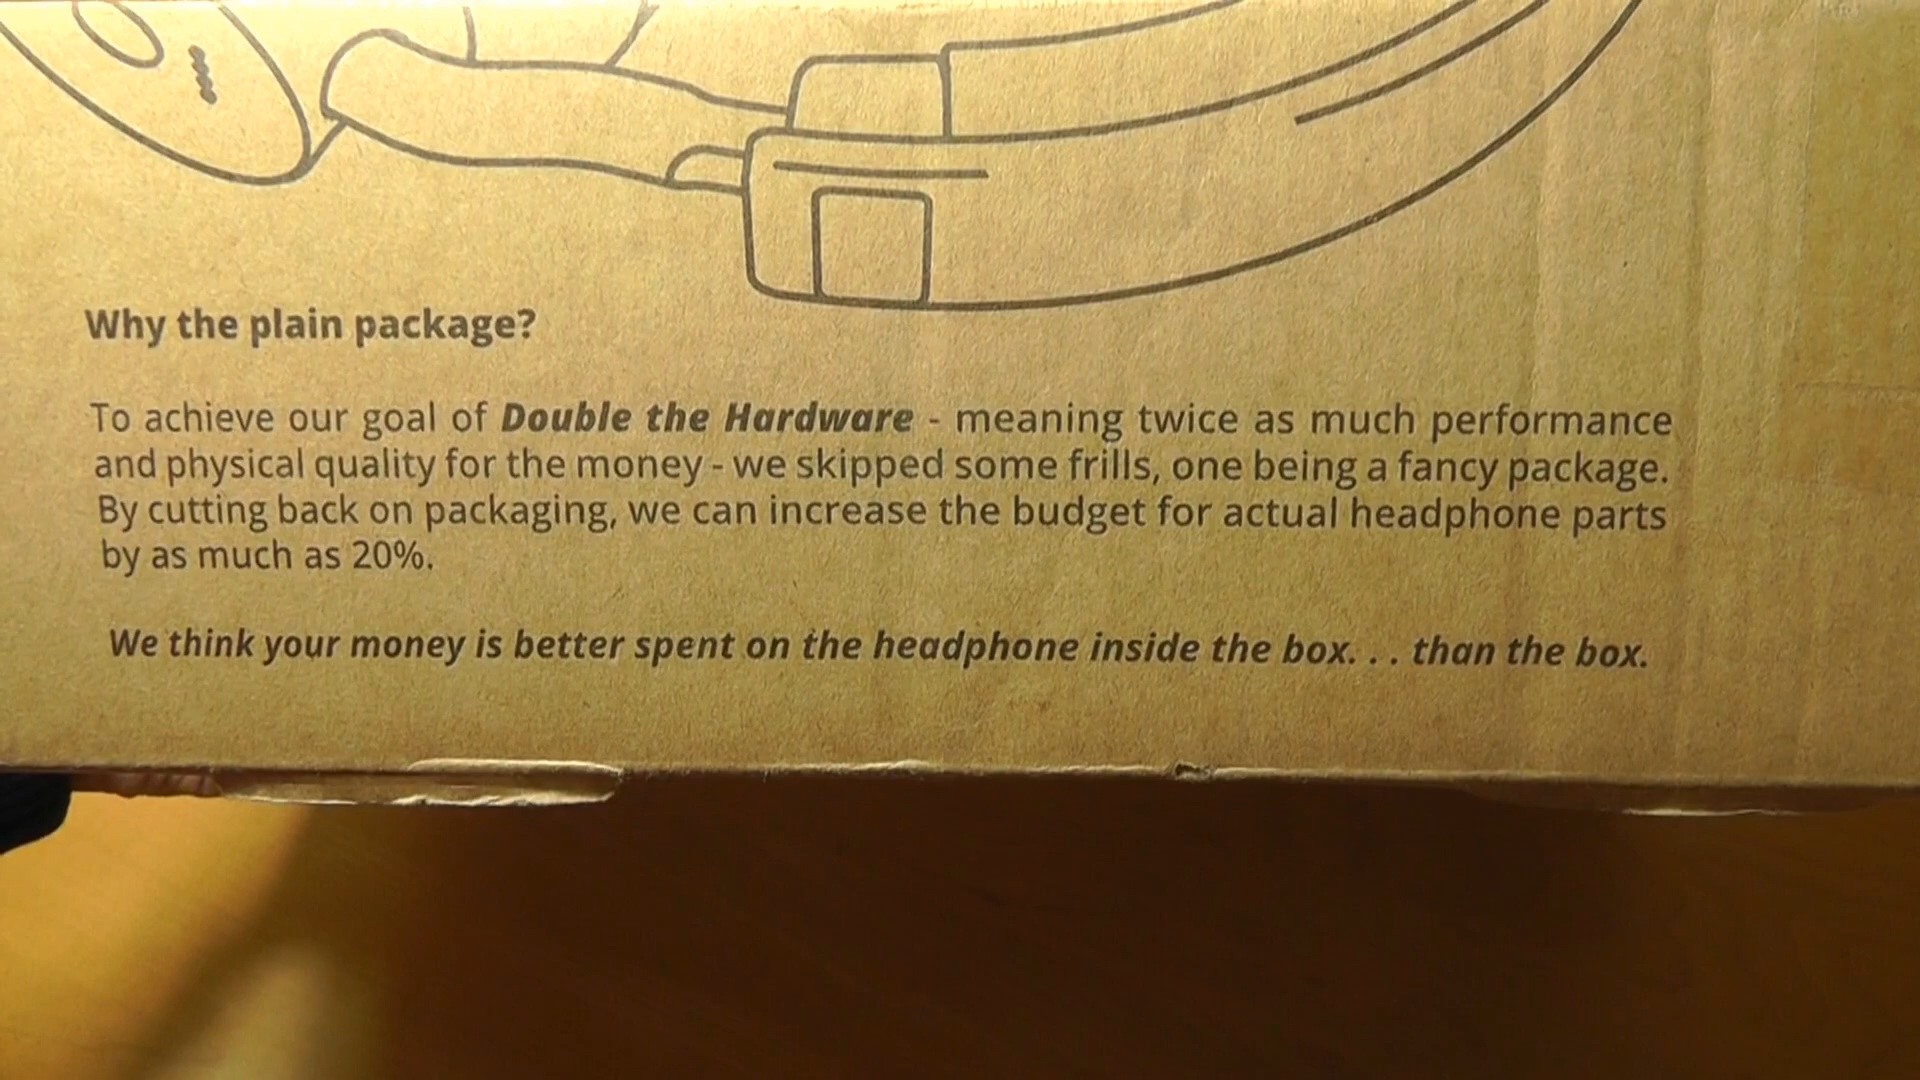 Why the plain package?
To achieve our goal of Double the Hardware - meaning twice as much performance
and physical quality for the money - we skipped some frills, one being a fancy package.
By cutting back on packaging, we can increase the budget for actual headphone parts
by as much as 20%.
We think your money is better spent on the headphone inside the box. . . than the box.